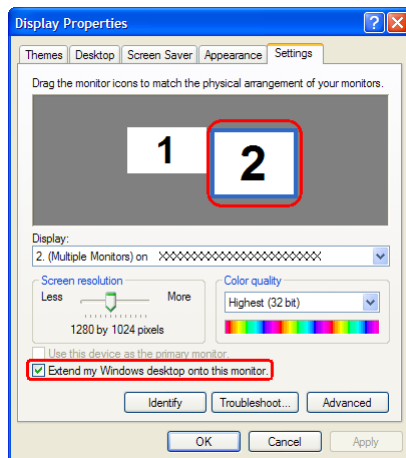 Display Properties
Themes Desktop Screen Saver Appearance Settings
Drag the monitor icons to match the physical arrangement of your monitors.
1 2
Display:
2. (Multiple Monitors) on XXXXXXXXXXXXXXXXXXXXXXXX
Screen resolution Color quality
Less More Highest (32 bit)
1280 by 1024 pixels
Use this device as the primary monitor.
Extend my Windows desktop onto this monitor.
Identify Troubleshoot... Advanced
OK Cancel Apply